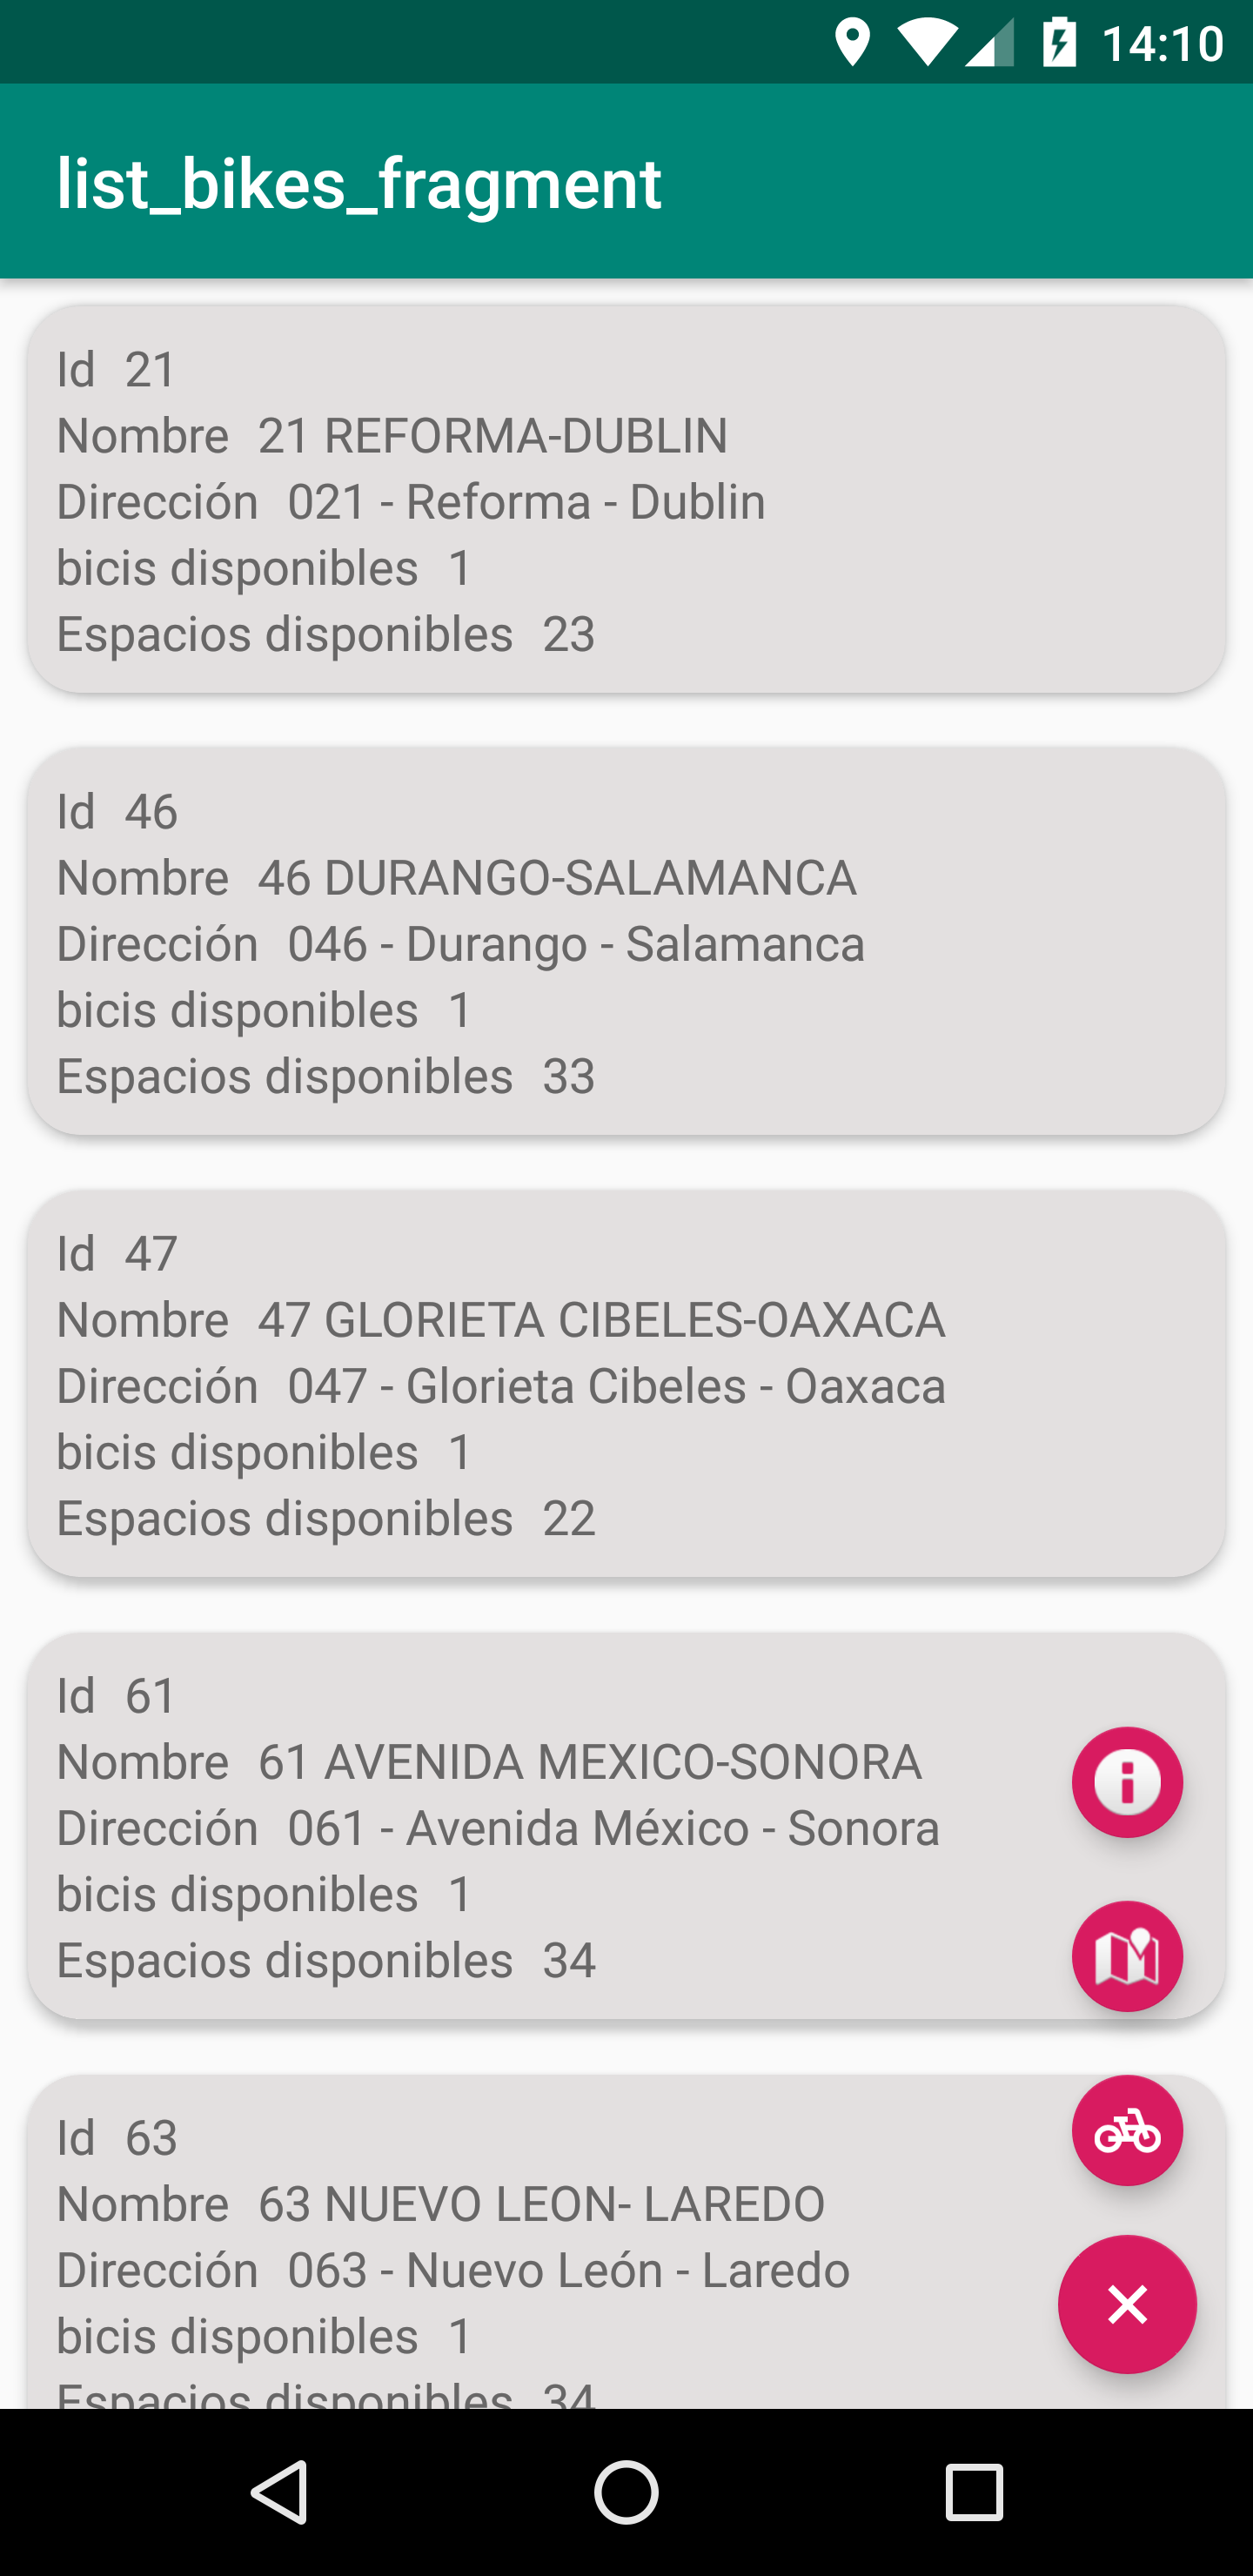 14:10
list_bikes_fragment
Id 21
Nombre 21 REFORMA-DUBLIN
Dirección 021 - Reforma - Dublin
bicis disponibles 1
Espacios disponibles 23
Id 46
Nombre 46 DURANGO-SALAMANCA
Dirección 046 - Durango - Salamanca
bicis disponibles 1
Espacios disponibles 33
Id 47
Nombre 47 GLORIETA CIBELES-OAXACA
Dirección 047 - Glorieta Cibeles - Oaxaca
bicis disponibles 1
Espacios disponibles 22
Id 61
Nombre 61 AVENIDA MEXICO-SONORA
Dirección 061 - Avenida México - Sonora
bicis disponibles 1
Espacios disponibles 34
Id 63
Nombre 63 NUEVO LEON- LAREDO
Dirección 063 - Nuevo León - Laredo
bicis disponibles 1
Espacios disponibles 34